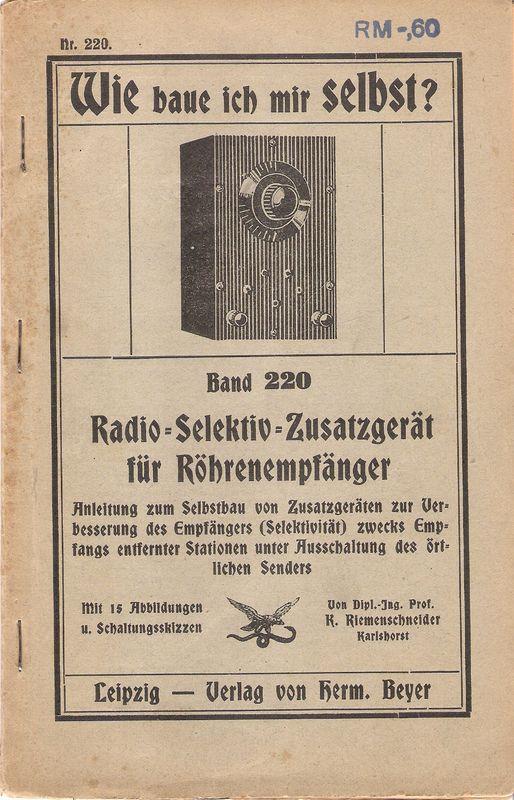 Nr. 220.
RM -,60
Wie baue ich mir selbst?
Band 220
Radio-Selektiv-Zusatzgerät
für Röhrenempfänger
Anleitung zum Selbstbau von Zusatzgeräten zur Ver-
besserung des Empfängers (Selektivität) zwecks Emp-
fangs entfernter Stationen unter Ausschaltung des ört-
lichen Senders
Mit 15 Abbildungen
u. Schaltungsskizzen
Von Dipl.-Ing. Prof.
K. Riemenschneider
Karlshorst
Leipzig — Verlag von Herm. Beyer